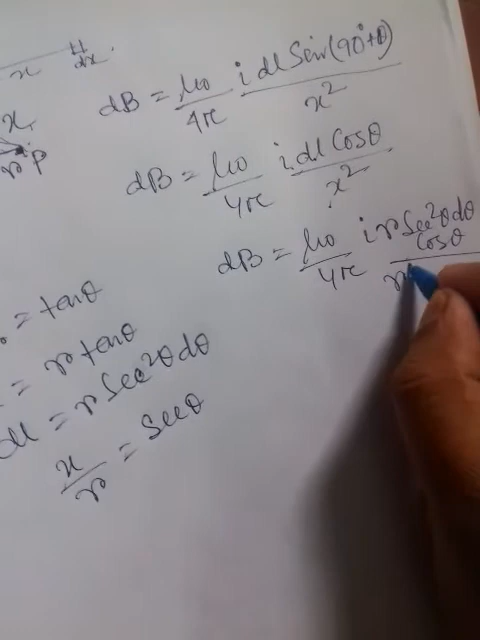 x dx.
x
r P
dB = μ0/4π i dl Sin(90°+θ)/x²
dB = μ0/4π i dl Cosθ/x²
dB = μ0/4π i r Sec²θ dθ Cosθ/r
= tanθ
= r tanθ
dl = r Sec²θ dθ
x/r = Secθ